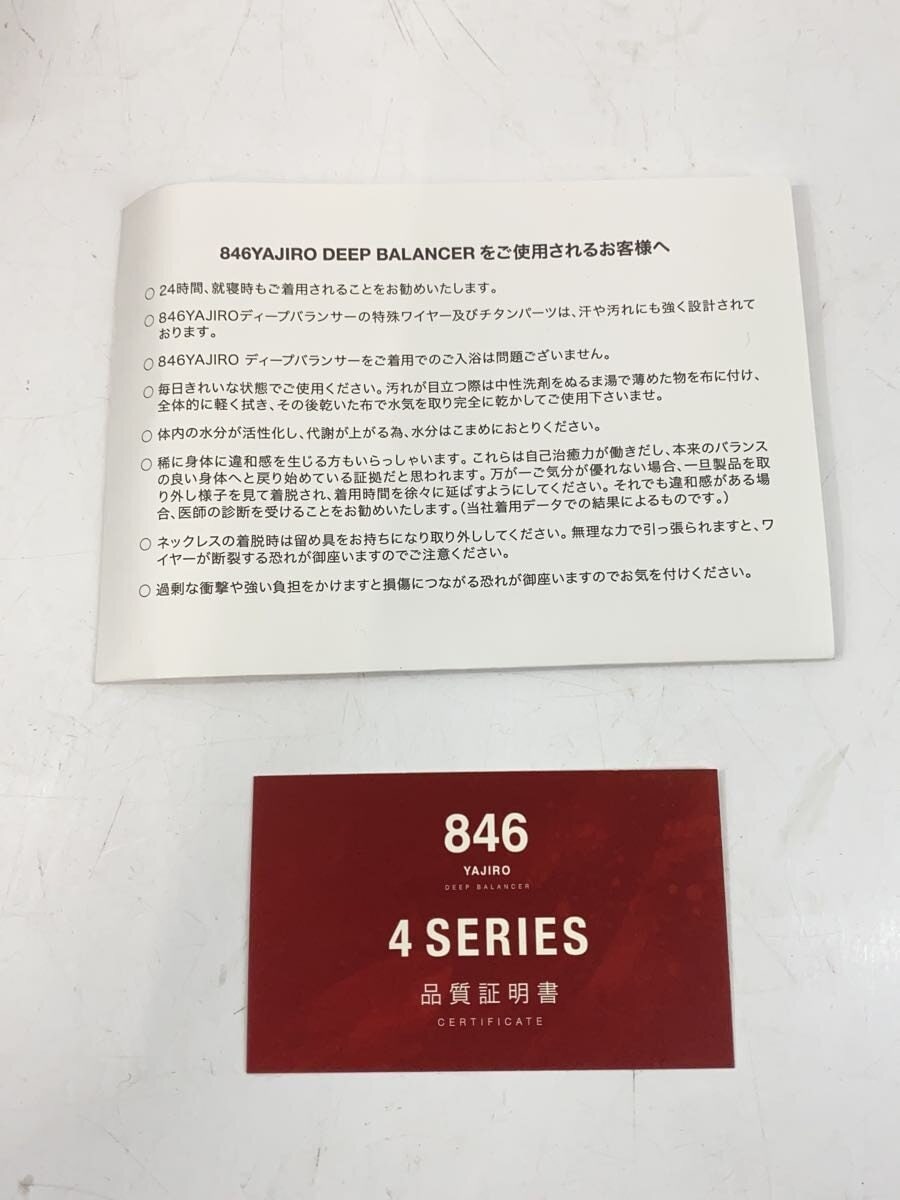 846YAJIRO DEEP BALANCER をご使用されるお客様へ
○ 24時間、就寝時もご着用されることをお勧めいたします。
○ 846YAJIROディープバランサーの特殊ワイヤー及びチタンパーツは、汗や汚れにも強く設計されて
おります。
○ 846YAJIRO ディープバランサーをご着用でのご入浴は問題ございません。
○ 毎日きれいな状態でご使用ください。汚れが目立つ際は中性洗剤をぬるま湯で薄めた物を布に付け、
全体的に軽く拭き、その後乾いた布で水気を取り完全に乾かしてご使用下さいませ。
○ 体内の水分が活性化し、代謝が上がる為、水分はこまめにおとりください。
○ 稀に身体に違和感を生じる方もいらっしゃいます。これらは自己治癒力が働きだし、本来のバランス
の良い身体へと戻り始めている証拠だと思われます。万が一ご気分が優れない場合、一旦製品を取
り外し様子を見て着脱され、着用時間を徐々に延ばすようにしてください。それでも違和感がある場
合、医師の診断を受けることをお勧めいたします。（当社着用データでの結果によるものです。）
○ ネックレスの着脱時は留め具をお持ちになり取り外ししてください。無理な力で引っ張られますと、ワ
イヤーが断裂する恐れが御座いますのでご注意ください。
○ 過剰な衝撃や強い負担をかけますと損傷につながる恐れが御座いますのでお気を付けください。
846
YAJIRO
DEEP BALANCER
4 SERIES
品質証明書
CERTIFICATE